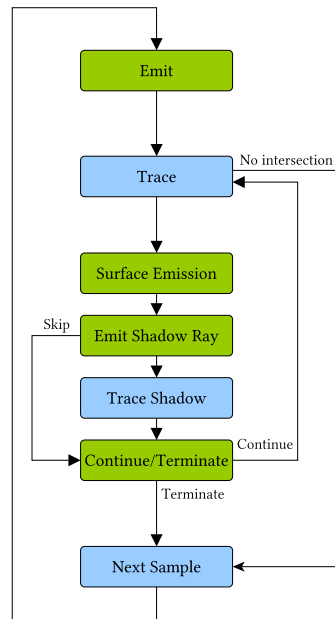 Emit
No intersection
Trace
Surface Emission
Skip
Emit Shadow Ray
Trace Shadow
Continue
Continue/Terminate
Terminate
Next Sample